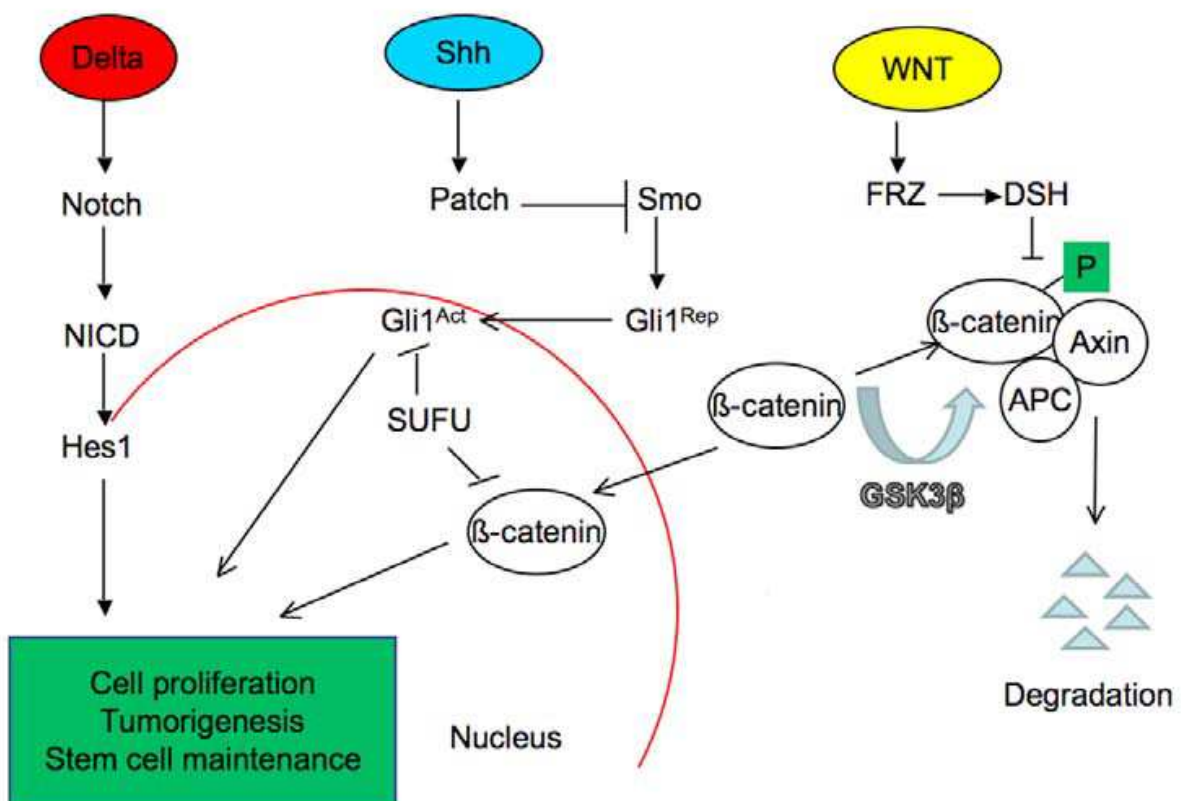 Delta
Shh
WNT
Notch
Patch
Smo
FRZ
DSH
P
NICD
Gli1Act
Gli1Rep
ß-catenin
Axin
APC
Hes1
SUFU
ß-catenin
GSK3β
ß-catenin
Cell proliferation
Tumorigenesis
Stem cell maintenance
Nucleus
Degradation